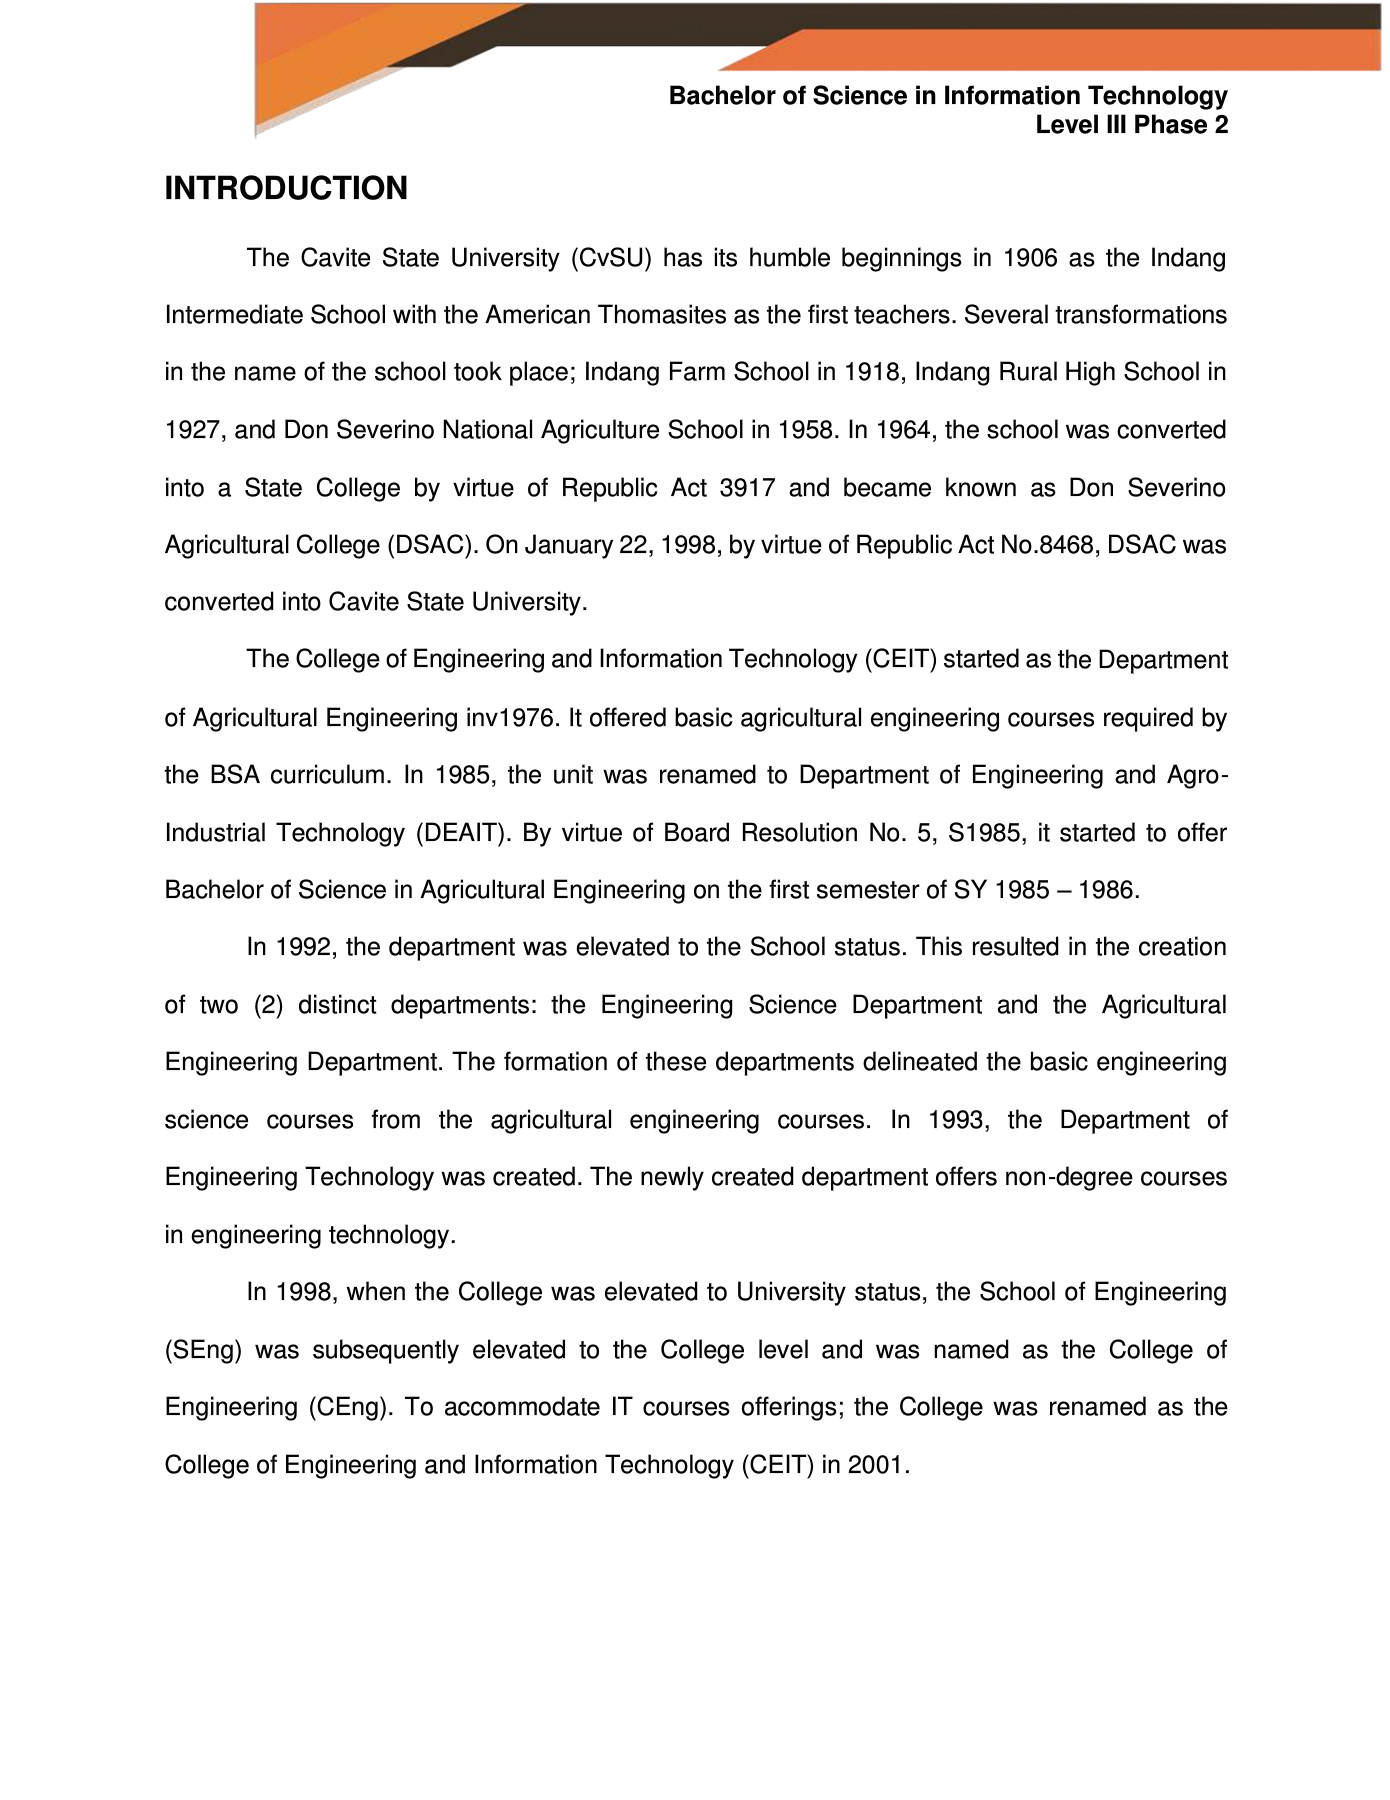 Bachelor of Science in Information Technology
Level III Phase 2
INTRODUCTION
The Cavite State University (CvSU) has its humble beginnings in 1906 as the Indang
Intermediate School with the American Thomasites as the first teachers. Several transformations
in the name of the school took place; Indang Farm School in 1918, Indang Rural High School in
1927, and Don Severino National Agriculture School in 1958. In 1964, the school was converted
into a State College by virtue of Republic Act 3917 and became known as Don Severino
Agricultural College (DSAC). On January 22, 1998, by virtue of Republic Act No.8468, DSAC was
converted into Cavite State University.
The College of Engineering and Information Technology (CEIT) started as the Department
of Agricultural Engineering inv1976. It offered basic agricultural engineering courses required by
the BSA curriculum. In 1985, the unit was renamed to Department of Engineering and Agro-
Industrial Technology (DEAIT). By virtue of Board Resolution No. 5, S1985, it started to offer
Bachelor of Science in Agricultural Engineering on the first semester of SY 1985 – 1986.
In 1992, the department was elevated to the School status. This resulted in the creation
of two (2) distinct departments: the Engineering Science Department and the Agricultural
Engineering Department. The formation of these departments delineated the basic engineering
science courses from the agricultural engineering courses. In 1993, the Department of
Engineering Technology was created. The newly created department offers non-degree courses
in engineering technology.
In 1998, when the College was elevated to University status, the School of Engineering
(SEng) was subsequently elevated to the College level and was named as the College of
Engineering (CEng). To accommodate IT courses offerings; the College was renamed as the
College of Engineering and Information Technology (CEIT) in 2001.